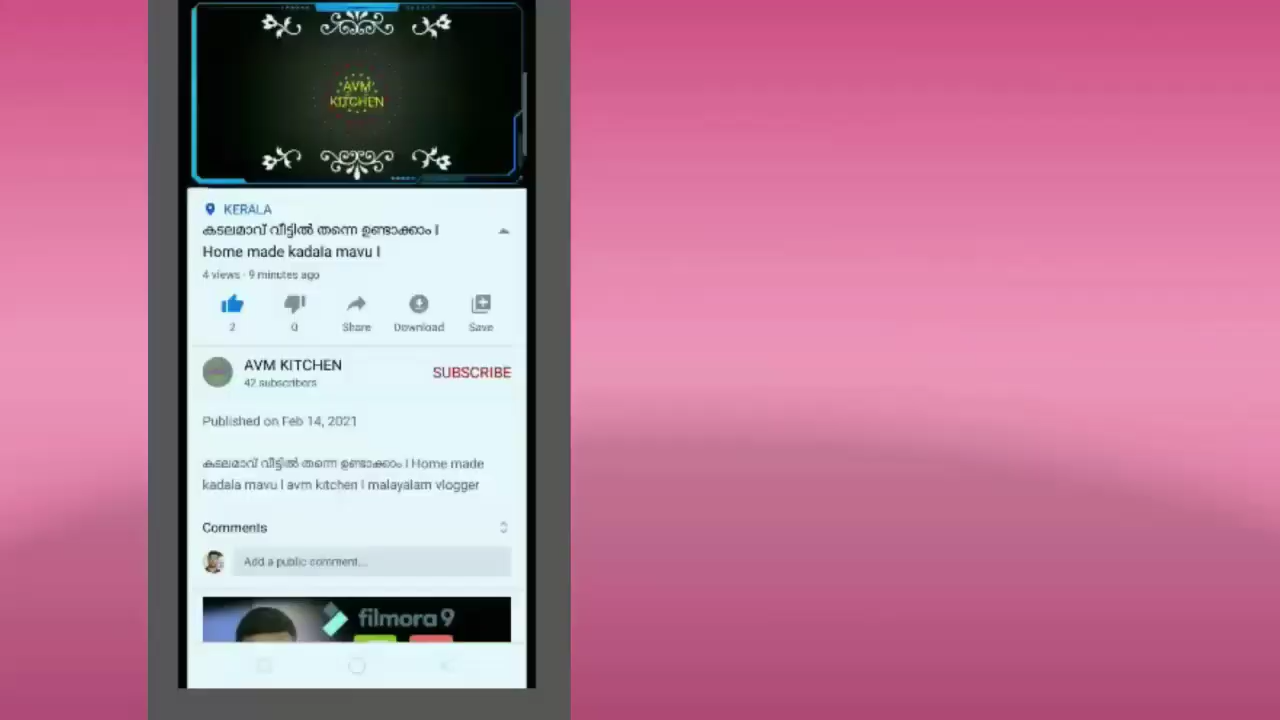 AVM
KITCHEN
KERALA
കടലമാവ് വീട്ടിൽ തന്നെ ഉണ്ടാക്കാം l
Home made kadala mavu l
4 views · 9 minutes ago
2
0
Share
Download
Save
AVM KITCHEN
42 subscribers
SUBSCRIBE
Published on Feb 14, 2021
കടലമാവ് വീട്ടിൽ തന്നെ ഉണ്ടാക്കാം l Home made
kadala mavu l avm kitchen l malayalam vlogger
Comments
Add a public comment...
filmora 9